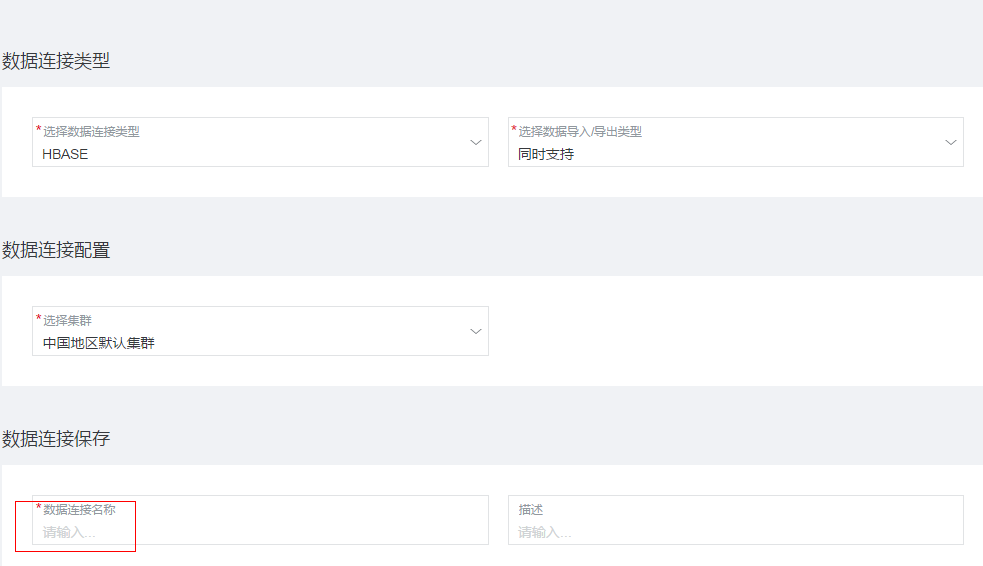 数据连接类型
*选择数据连接类型
HBASE
*选择数据导入/导出类型
同时支持
数据连接配置
*选择集群
中国地区默认集群
数据连接保存
*数据连接名称
请输入...
描述
请输入...